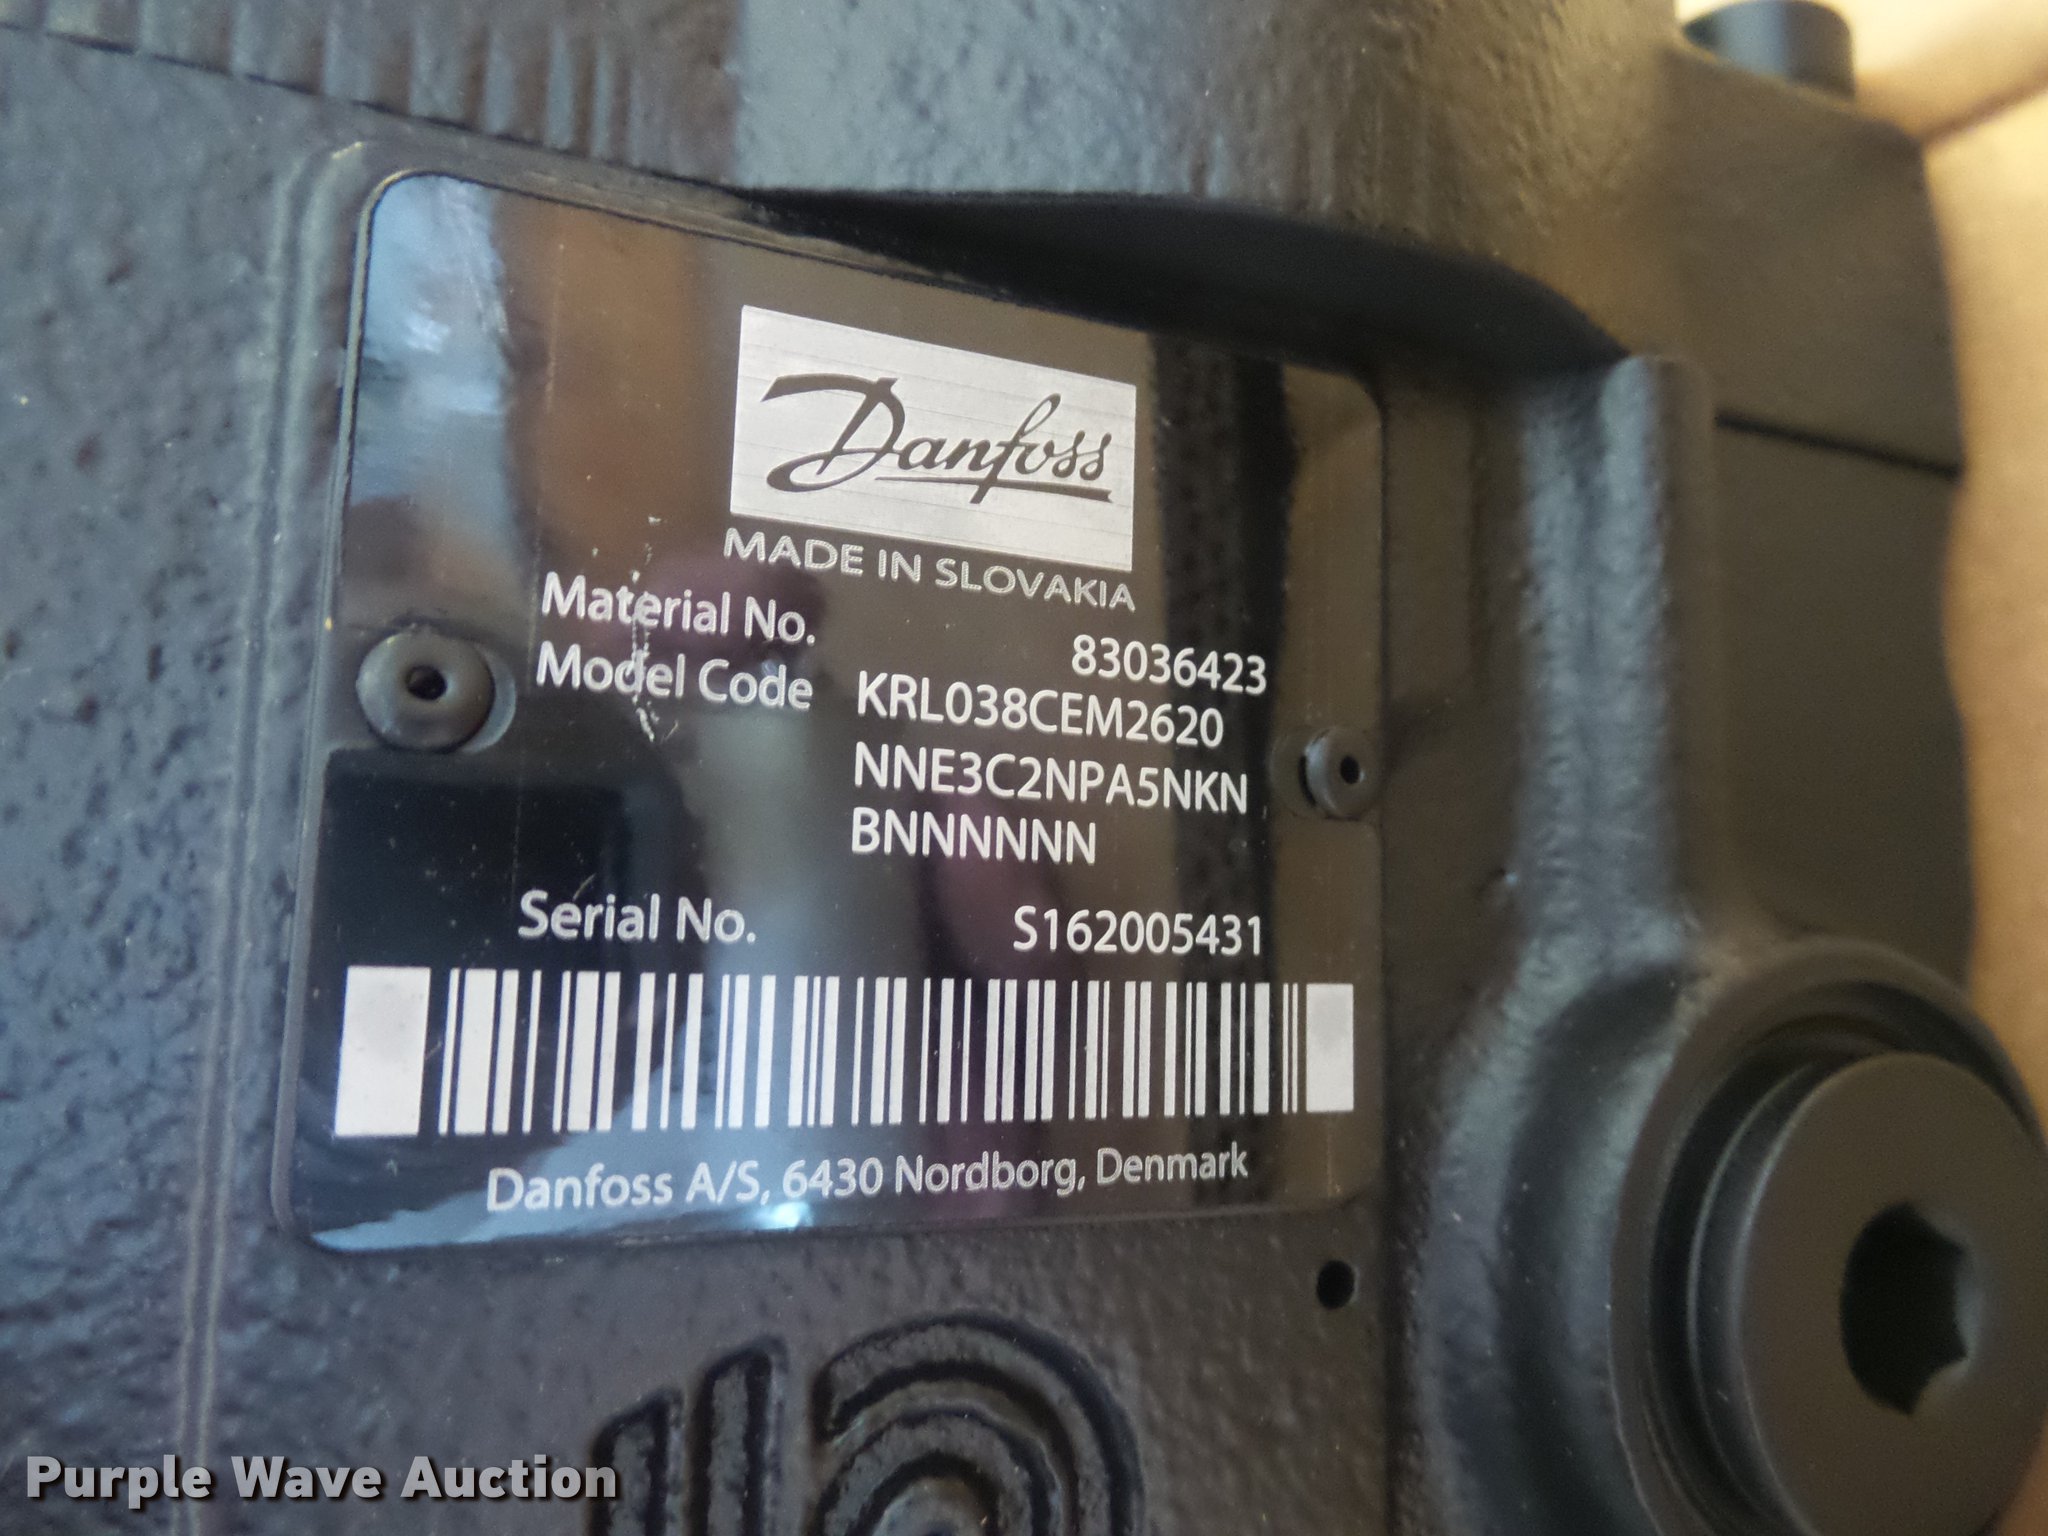 Danfoss
MADE IN SLOVAKIA
Material No. 83036423
Model Code KRL038CEM2620
NNE3C2NPA5NKN
BNNNNNN
Serial No. S162005431
Danfoss A/S, 6430 Nordborg, Denmark
Purple Wave Auction